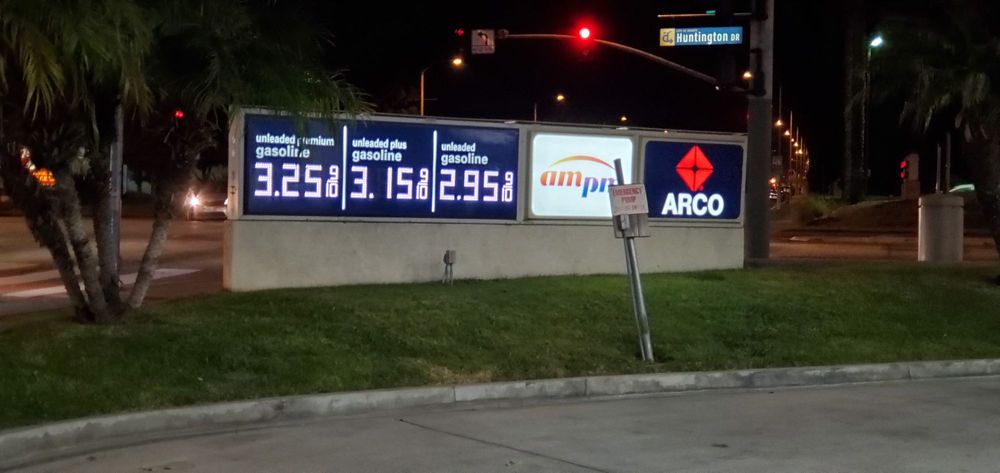 Huntington DR
unleaded premium
gasoline
3.25 9/10
unleaded plus
gasoline
3.15 9/10
unleaded
gasoline
2.95 9/10
ampm
ARCO
EMERGENCY
PUMP